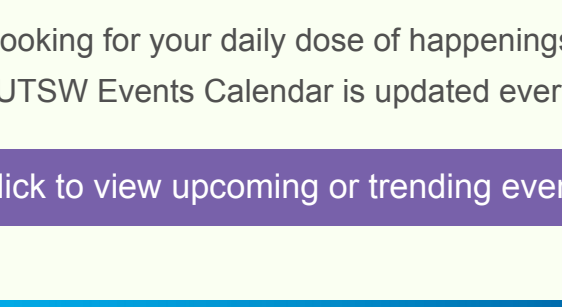 ooking for your daily dose of happenings
UTSW Events Calendar is updated ever
lick to view upcoming or trending even